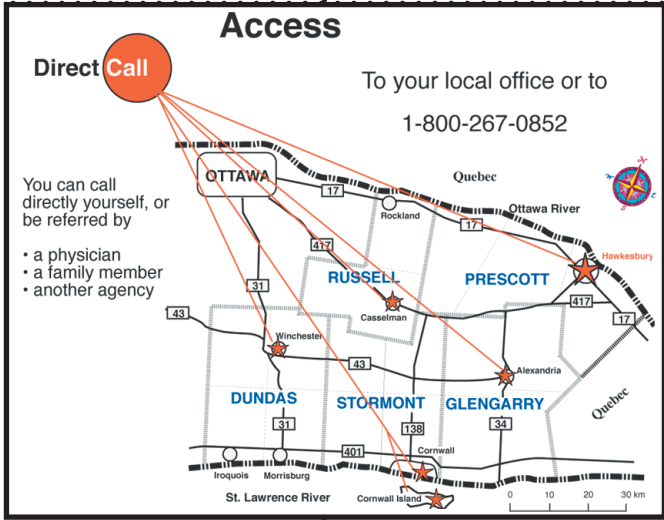 Access
Direct Call
To your local office or to
1-800-267-0852
You can call
directly yourself, or
be referred by
• a physician
• a family member
• another agency
OTTAWA
Quebec
17
Rockland
Ottawa River
17
Hawkesbury
417
RUSSELL
PRESCOTT
31
Casselman
417
17
43
Winchester
43
Alexandria
Quebec
DUNDAS
STORMONT
GLENGARRY
31
138
34
401
Cornwall
Iroquois
Morrisburg
St. Lawrence River
Cornwall Island
0 10 20 30 km